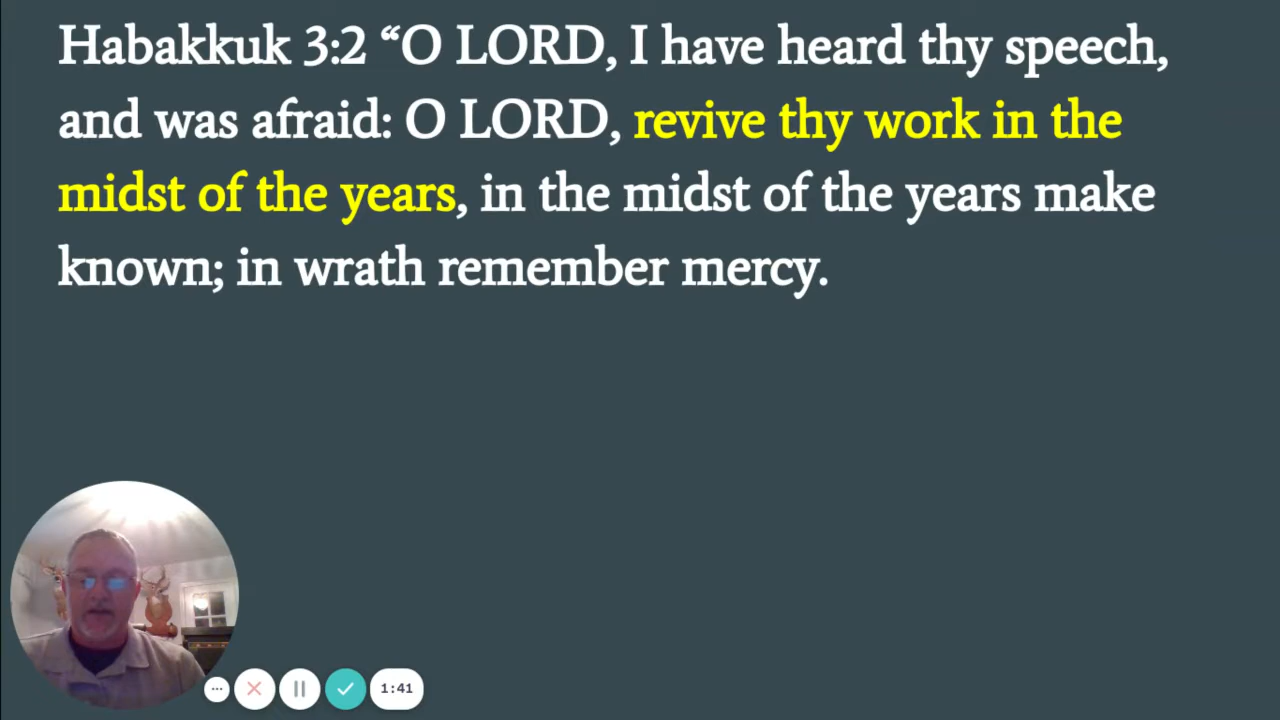 Habakkuk 3:2 “O LORD, I have heard thy speech,
and was afraid: O LORD, revive thy work in the
midst of the years, in the midst of the years make
known; in wrath remember mercy.
1:41